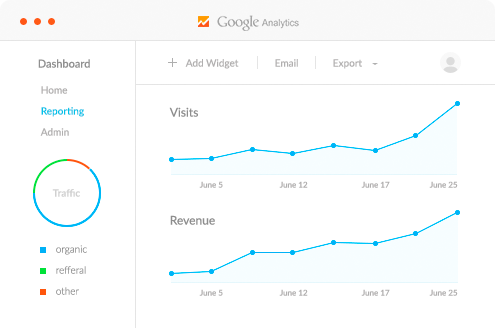 Google Analytics
Dashboard
Home
Reporting
Admin
Traffic
organic
refferal
other
+ Add Widget
Email
Export
Visits
June 5 June 12 June 17 June 25
Revenue
June 5 June 12 June 17 June 25